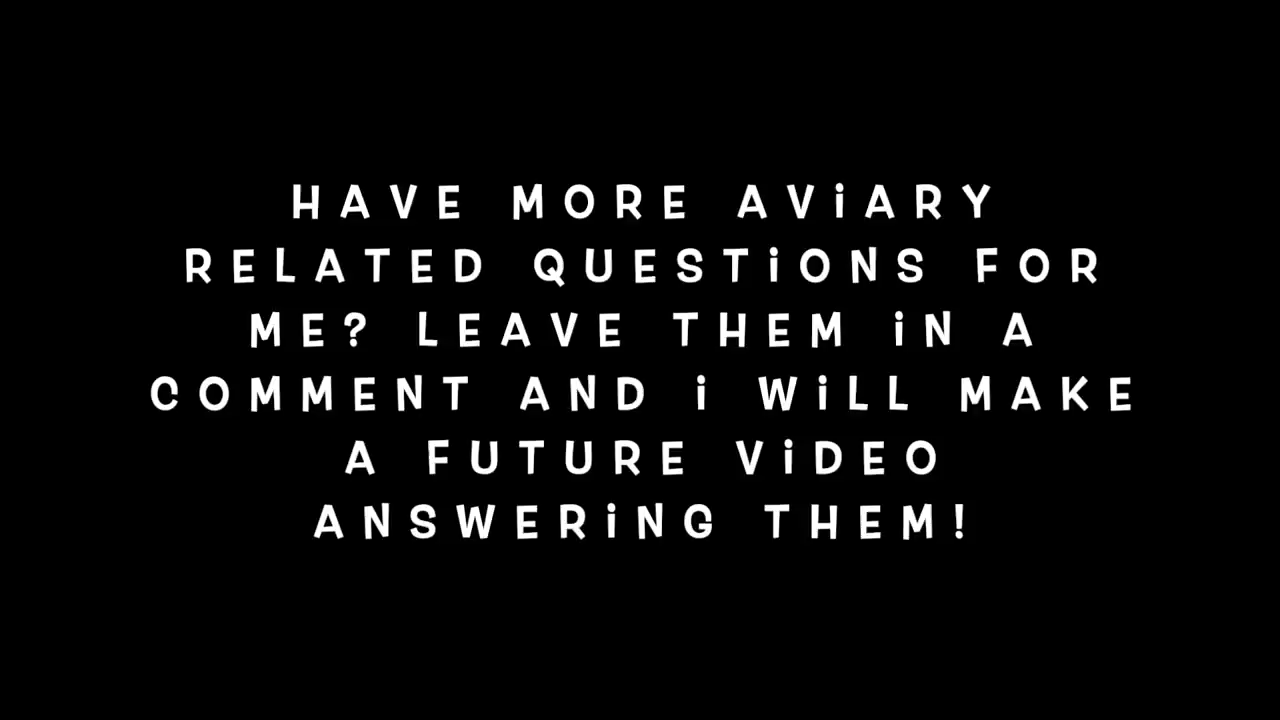 HAVE MORE AViARY
RELATED QUESTiONS FOR
ME? LEAVE THEM iN A
COMMENT AND i WiLL MAKE
A FUTURE ViDEO
ANSWERiNG THEM!